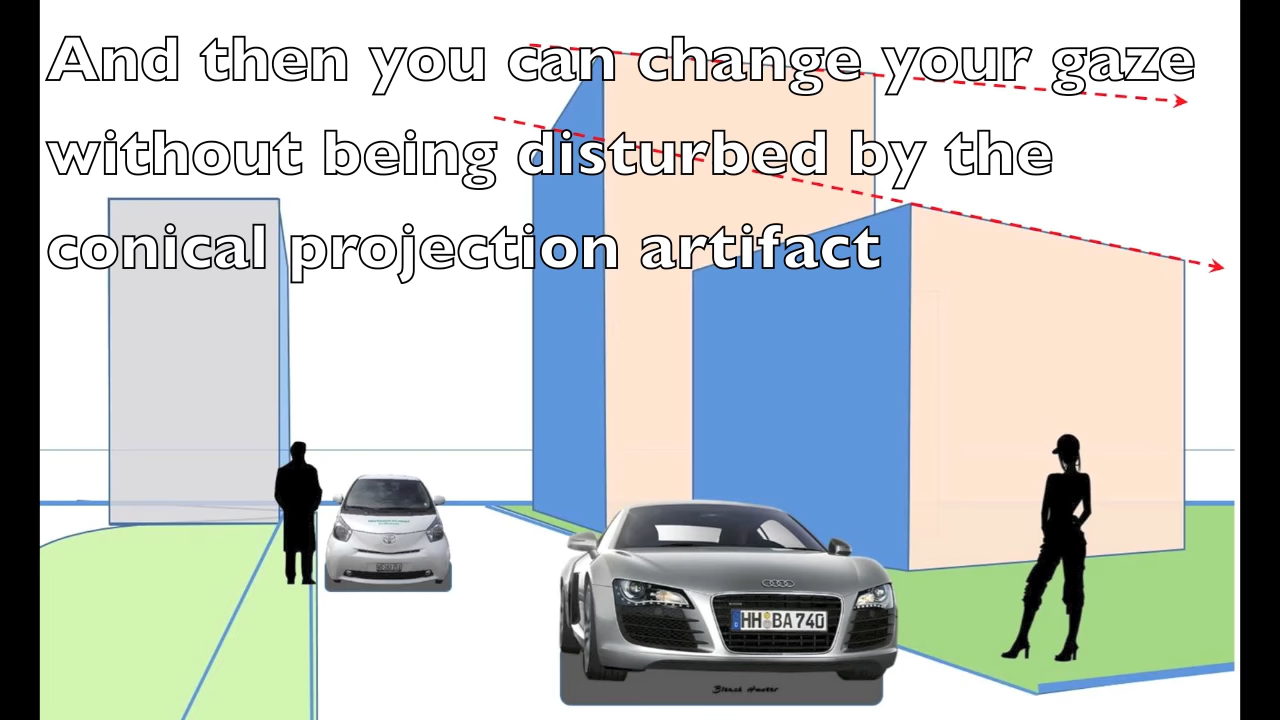 And then you can change your gaze
without being disturbed by the
conical projection artifact
HH BA 740